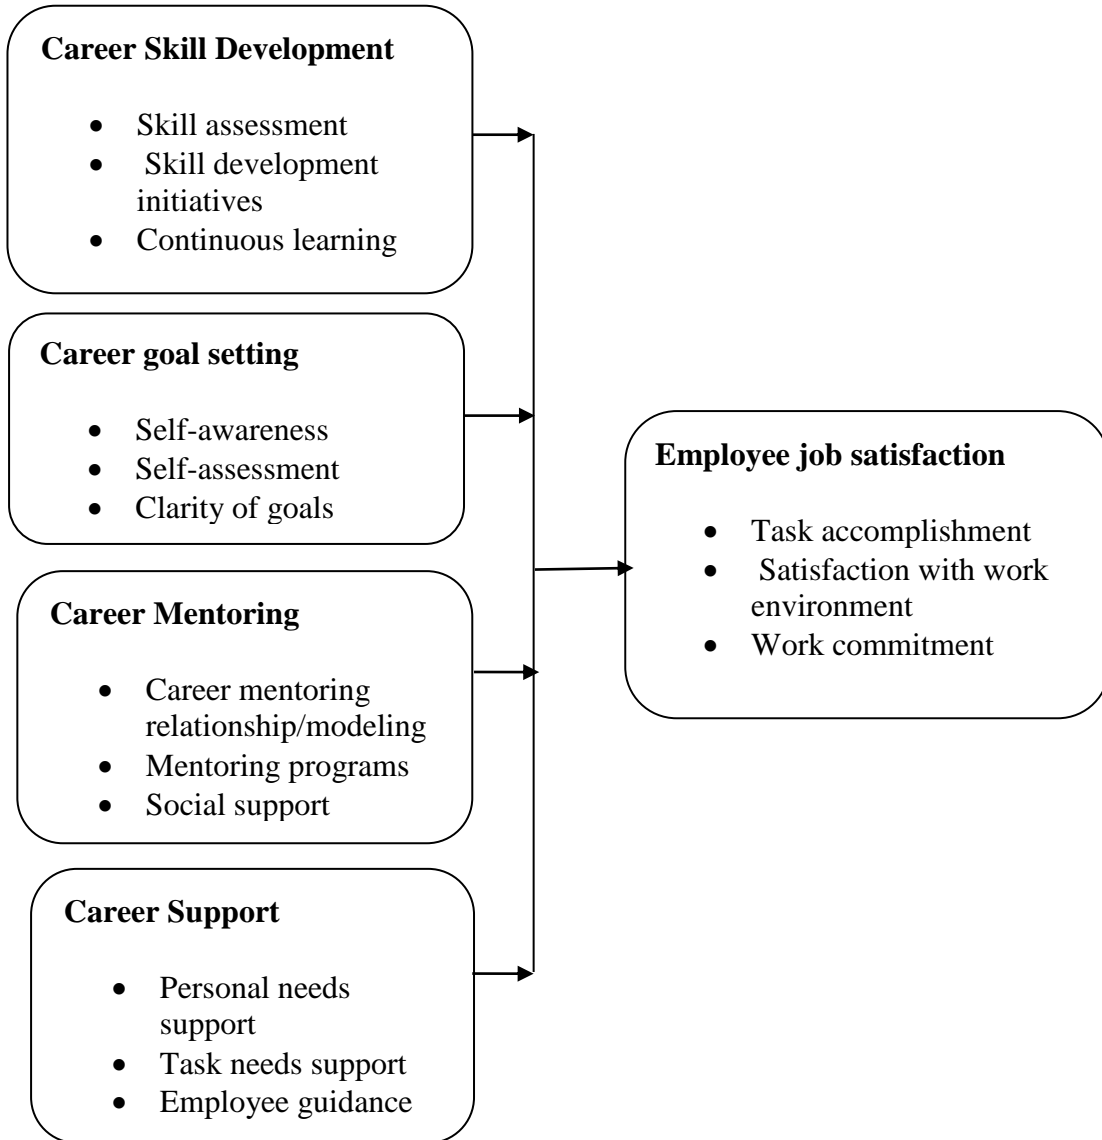 Career Skill Development
• Skill assessment
• Skill development
initiatives
• Continuous learning
Career goal setting
• Self-awareness
• Self-assessment
• Clarity of goals
Career Mentoring
• Career mentoring
relationship/modeling
• Mentoring programs
• Social support
Career Support
• Personal needs
support
• Task needs support
• Employee guidance
Employee job satisfaction
• Task accomplishment
• Satisfaction with work
environment
• Work commitment